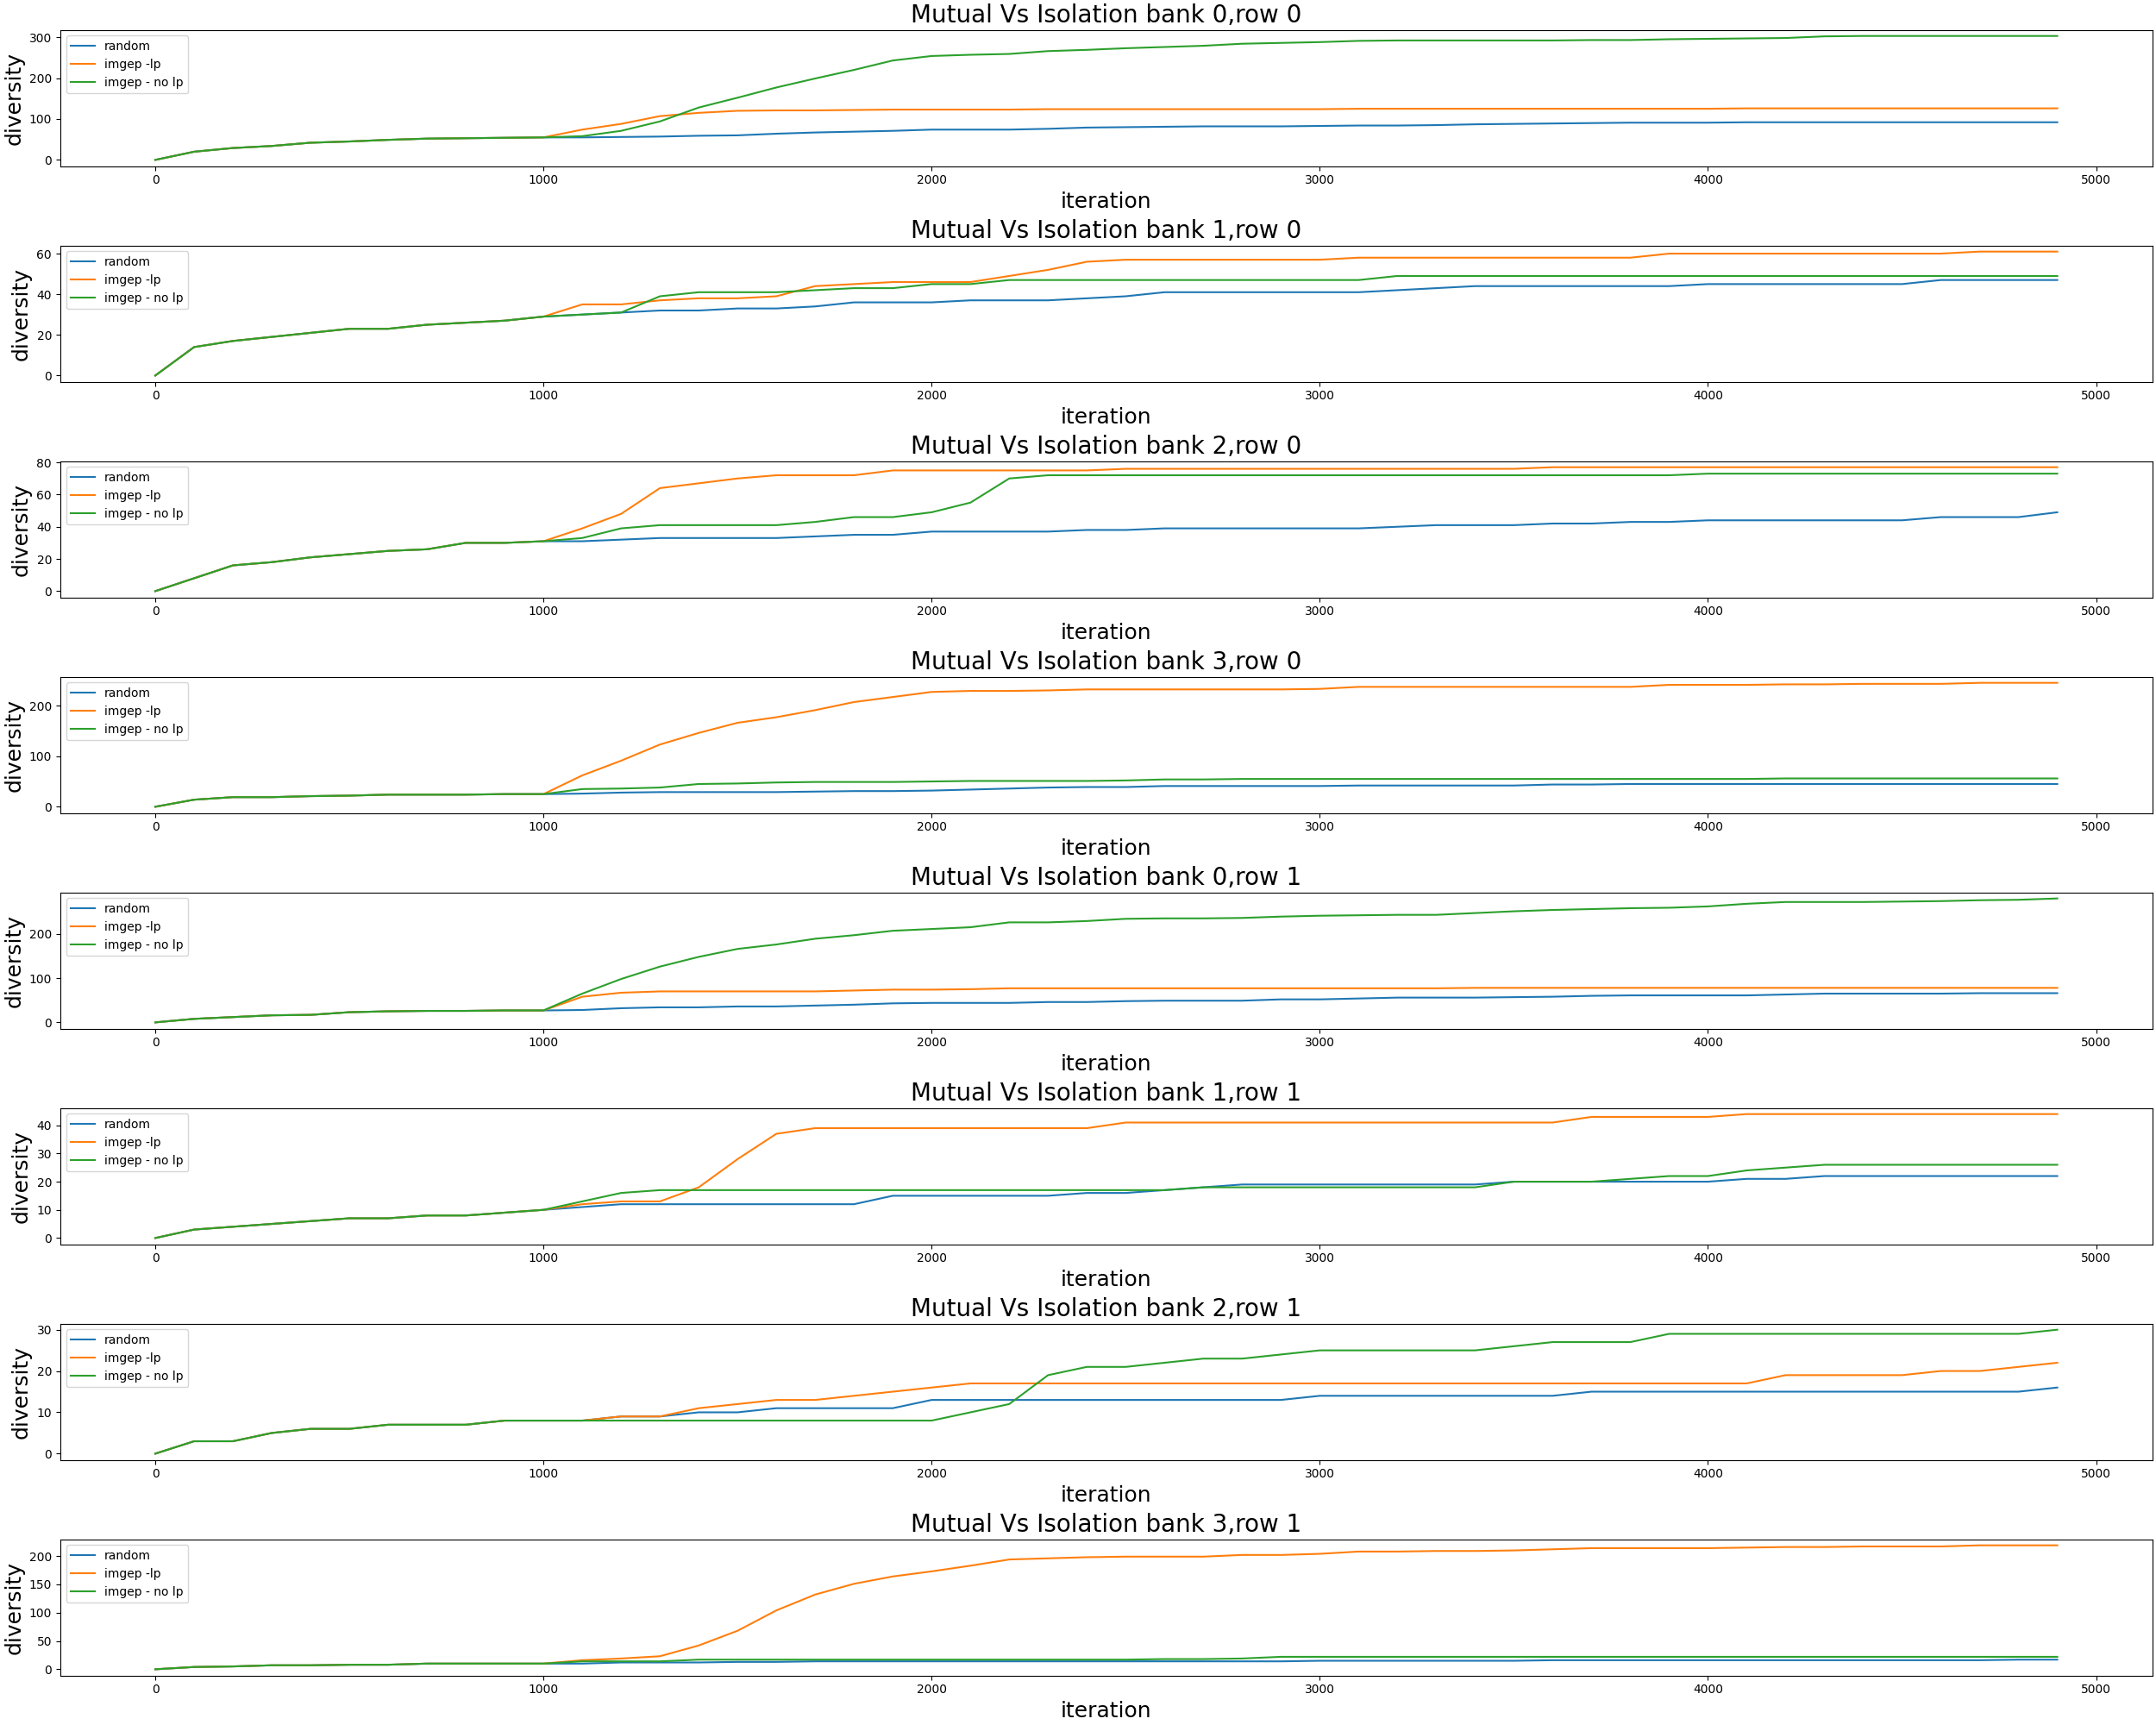 Mutual Vs Isolation bank 0,row 0
diversity
300
200
100
0
random
imgep -lp
imgep - no lp
0 1000 2000 3000 4000 5000
iteration
Mutual Vs Isolation bank 1,row 0
diversity
60
40
20
0
random
imgep -lp
imgep - no lp
0 1000 2000 3000 4000 5000
iteration
Mutual Vs Isolation bank 2,row 0
diversity
80
60
40
20
0
random
imgep -lp
imgep - no lp
0 1000 2000 3000 4000 5000
iteration
Mutual Vs Isolation bank 3,row 0
diversity
200
100
0
random
imgep -lp
imgep - no lp
0 1000 2000 3000 4000 5000
iteration
Mutual Vs Isolation bank 0,row 1
diversity
200
100
0
random
imgep -lp
imgep - no lp
0 1000 2000 3000 4000 5000
iteration
Mutual Vs Isolation bank 1,row 1
diversity
40
30
20
10
0
random
imgep -lp
imgep - no lp
0 1000 2000 3000 4000 5000
iteration
Mutual Vs Isolation bank 2,row 1
diversity
30
20
10
0
random
imgep -lp
imgep - no lp
0 1000 2000 3000 4000 5000
iteration
Mutual Vs Isolation bank 3,row 1
diversity
200
150
100
50
0
random
imgep -lp
imgep - no lp
0 1000 2000 3000 4000 5000
iteration